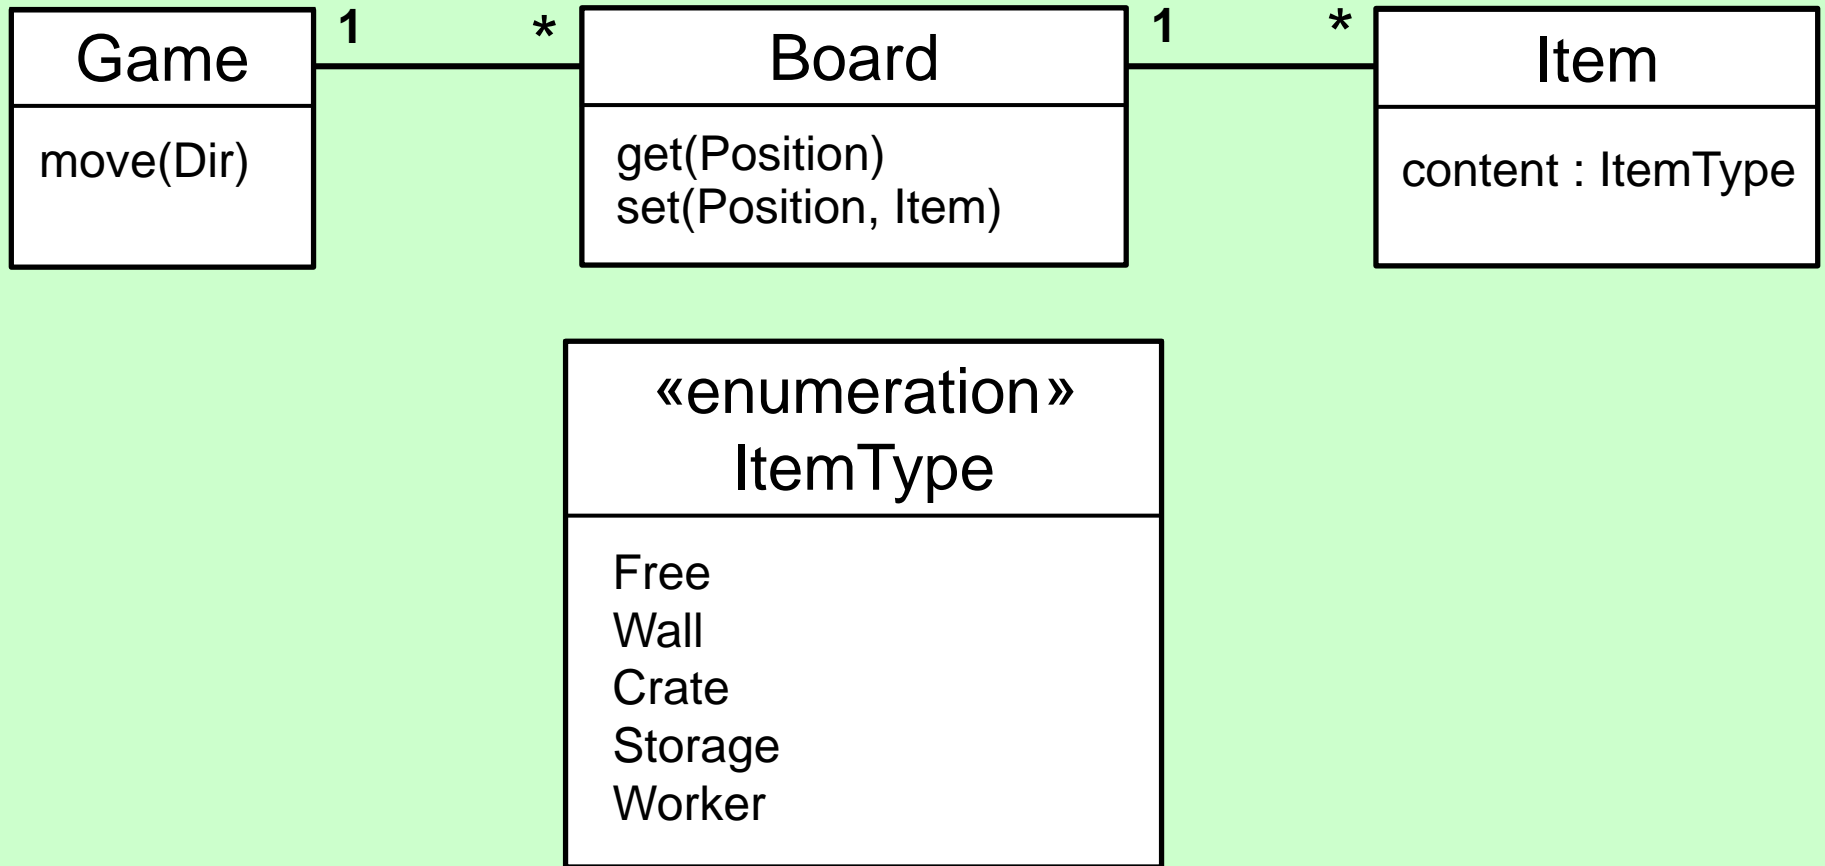 Game
1
*
Board
1
*
Item
move(Dir)
get(Position)
set(Position, Item)
content : ItemType
«enumeration»
ItemType
Free
Wall
Crate
Storage
Worker